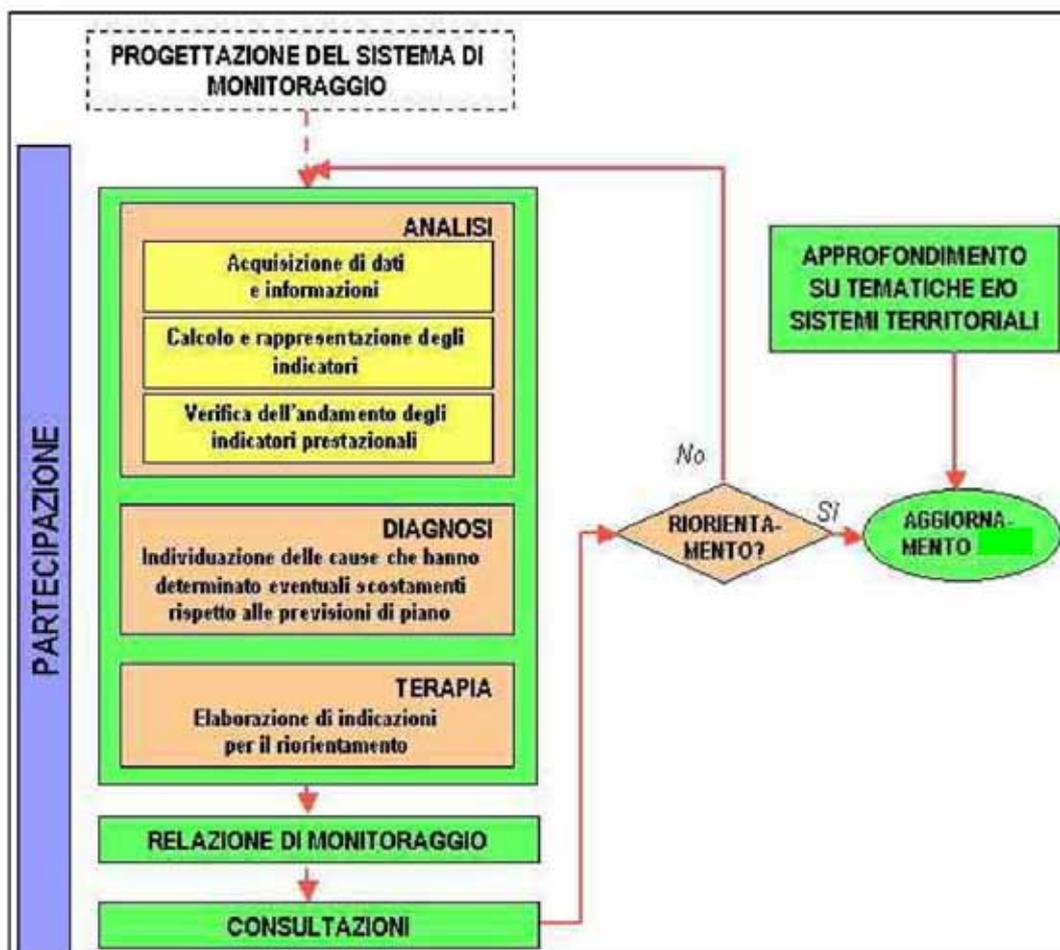 PROGETTAZIONE DEL SISTEMA DI
MONITORAGGIO
PARTECIPAZIONE
ANALISI
Acquisizione di dati
e informazioni
Calcolo e rappresentazione degli
indicatori
Verifica dell'andamento degli
indicatori prestazionali
DIAGNOSI
Individuazione delle cause che hanno
determinato eventuali scostamenti
rispetto alle previsioni di piano
TERAPIA
Elaborazione di indicazioni
per il riorientamento
RELAZIONE DI MONITORAGGIO
CONSULTAZIONI
No
RIORIENTA-
MENTO?
Sì
APPROFONDIMENTO
SU TEMATICHE E/O
SISTEMI TERRITORIALI
AGGIORNA-
MENTO